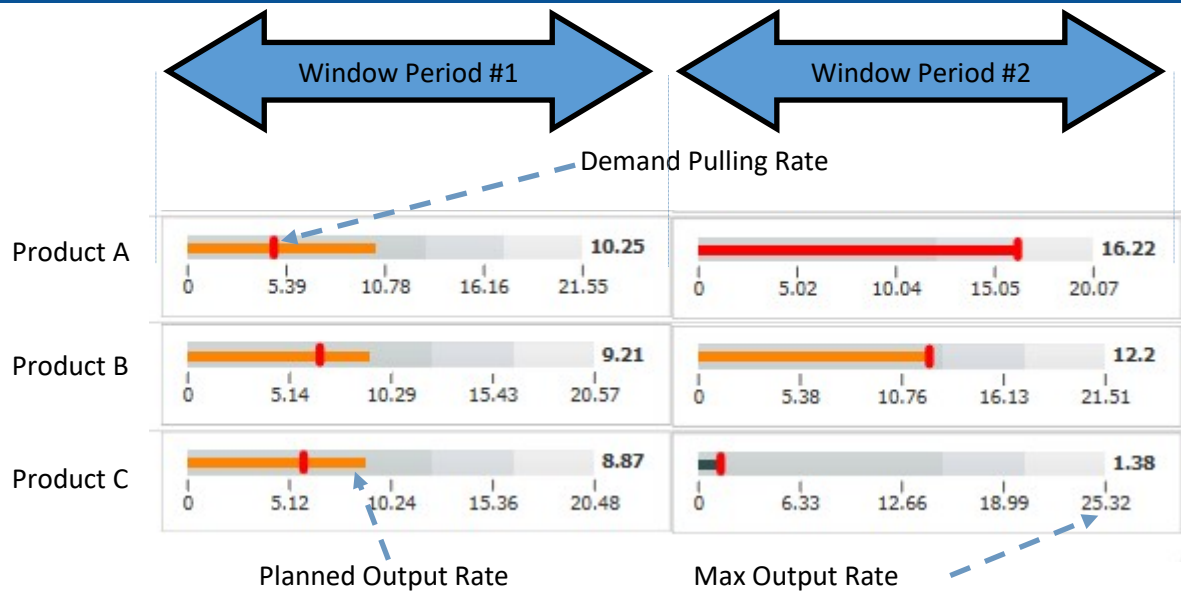 Window Period #1
Window Period #2
Demand Pulling Rate
Product A
10.25
0 5.39 10.78 16.16 21.55
16.22
0 5.02 10.04 15.05 20.07
Product B
9.21
0 5.14 10.29 15.43 20.57
12.2
0 5.38 10.76 16.13 21.51
Product C
8.87
0 5.12 10.24 15.36 20.48
1.38
0 6.33 12.66 18.99 25.32
Planned Output Rate
Max Output Rate